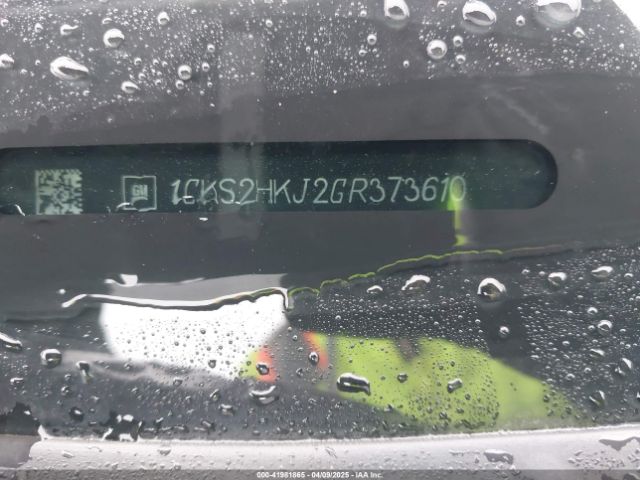 GM 1GKS2HKJ2GR373610
000-41981865 • 04/09/2025 • IAA Inc.